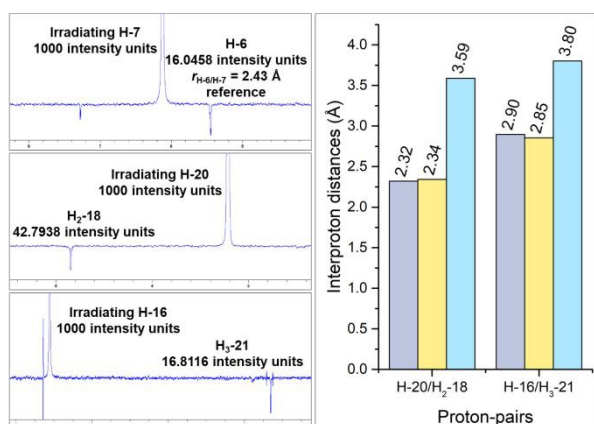 Irradiating H-7
1000 intensity units
H-6
16.0458 intensity units
rH-6/H-7 = 2.43 Å
reference
Irradiating H-20
1000 intensity units
H2-18
42.7938 intensity units
Irradiating H-16
1000 intensity units
H3-21
16.8116 intensity units
Interproton distances (Å)
4.0
3.5
3.0
2.5
2.0
1.5
1.0
0.5
0.0
2.32
2.34
3.59
2.90
2.85
3.80
H-20/H2-18
H-16/H3-21
Proton-pairs